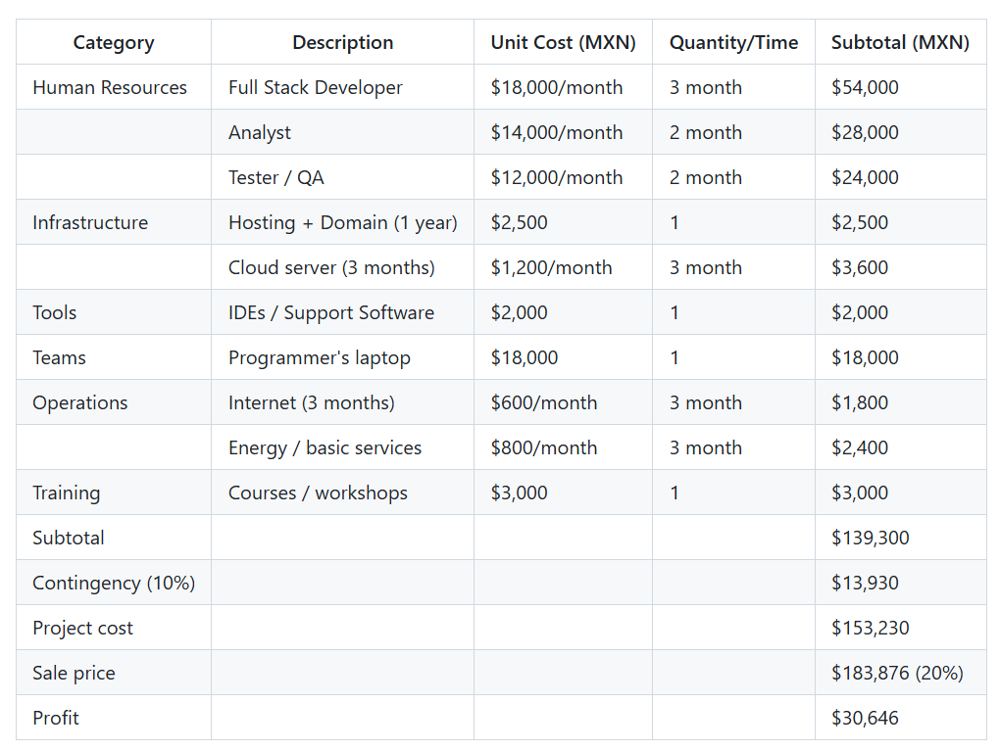 Category Description Unit Cost (MXN) Quantity/Time Subtotal (MXN)
Human Resources Full Stack Developer $18,000/month 3 month $54,000
Analyst $14,000/month 2 month $28,000
Tester / QA $12,000/month 2 month $24,000
Infrastructure Hosting + Domain (1 year) $2,500 1 $2,500
Cloud server (3 months) $1,200/month 3 month $3,600
Tools IDEs / Support Software $2,000 1 $2,000
Teams Programmer's laptop $18,000 1 $18,000
Operations Internet (3 months) $600/month 3 month $1,800
Energy / basic services $800/month 3 month $2,400
Training Courses / workshops $3,000 1 $3,000
Subtotal $139,300
Contingency (10%) $13,930
Project cost $153,230
Sale price $183,876 (20%)
Profit $30,646